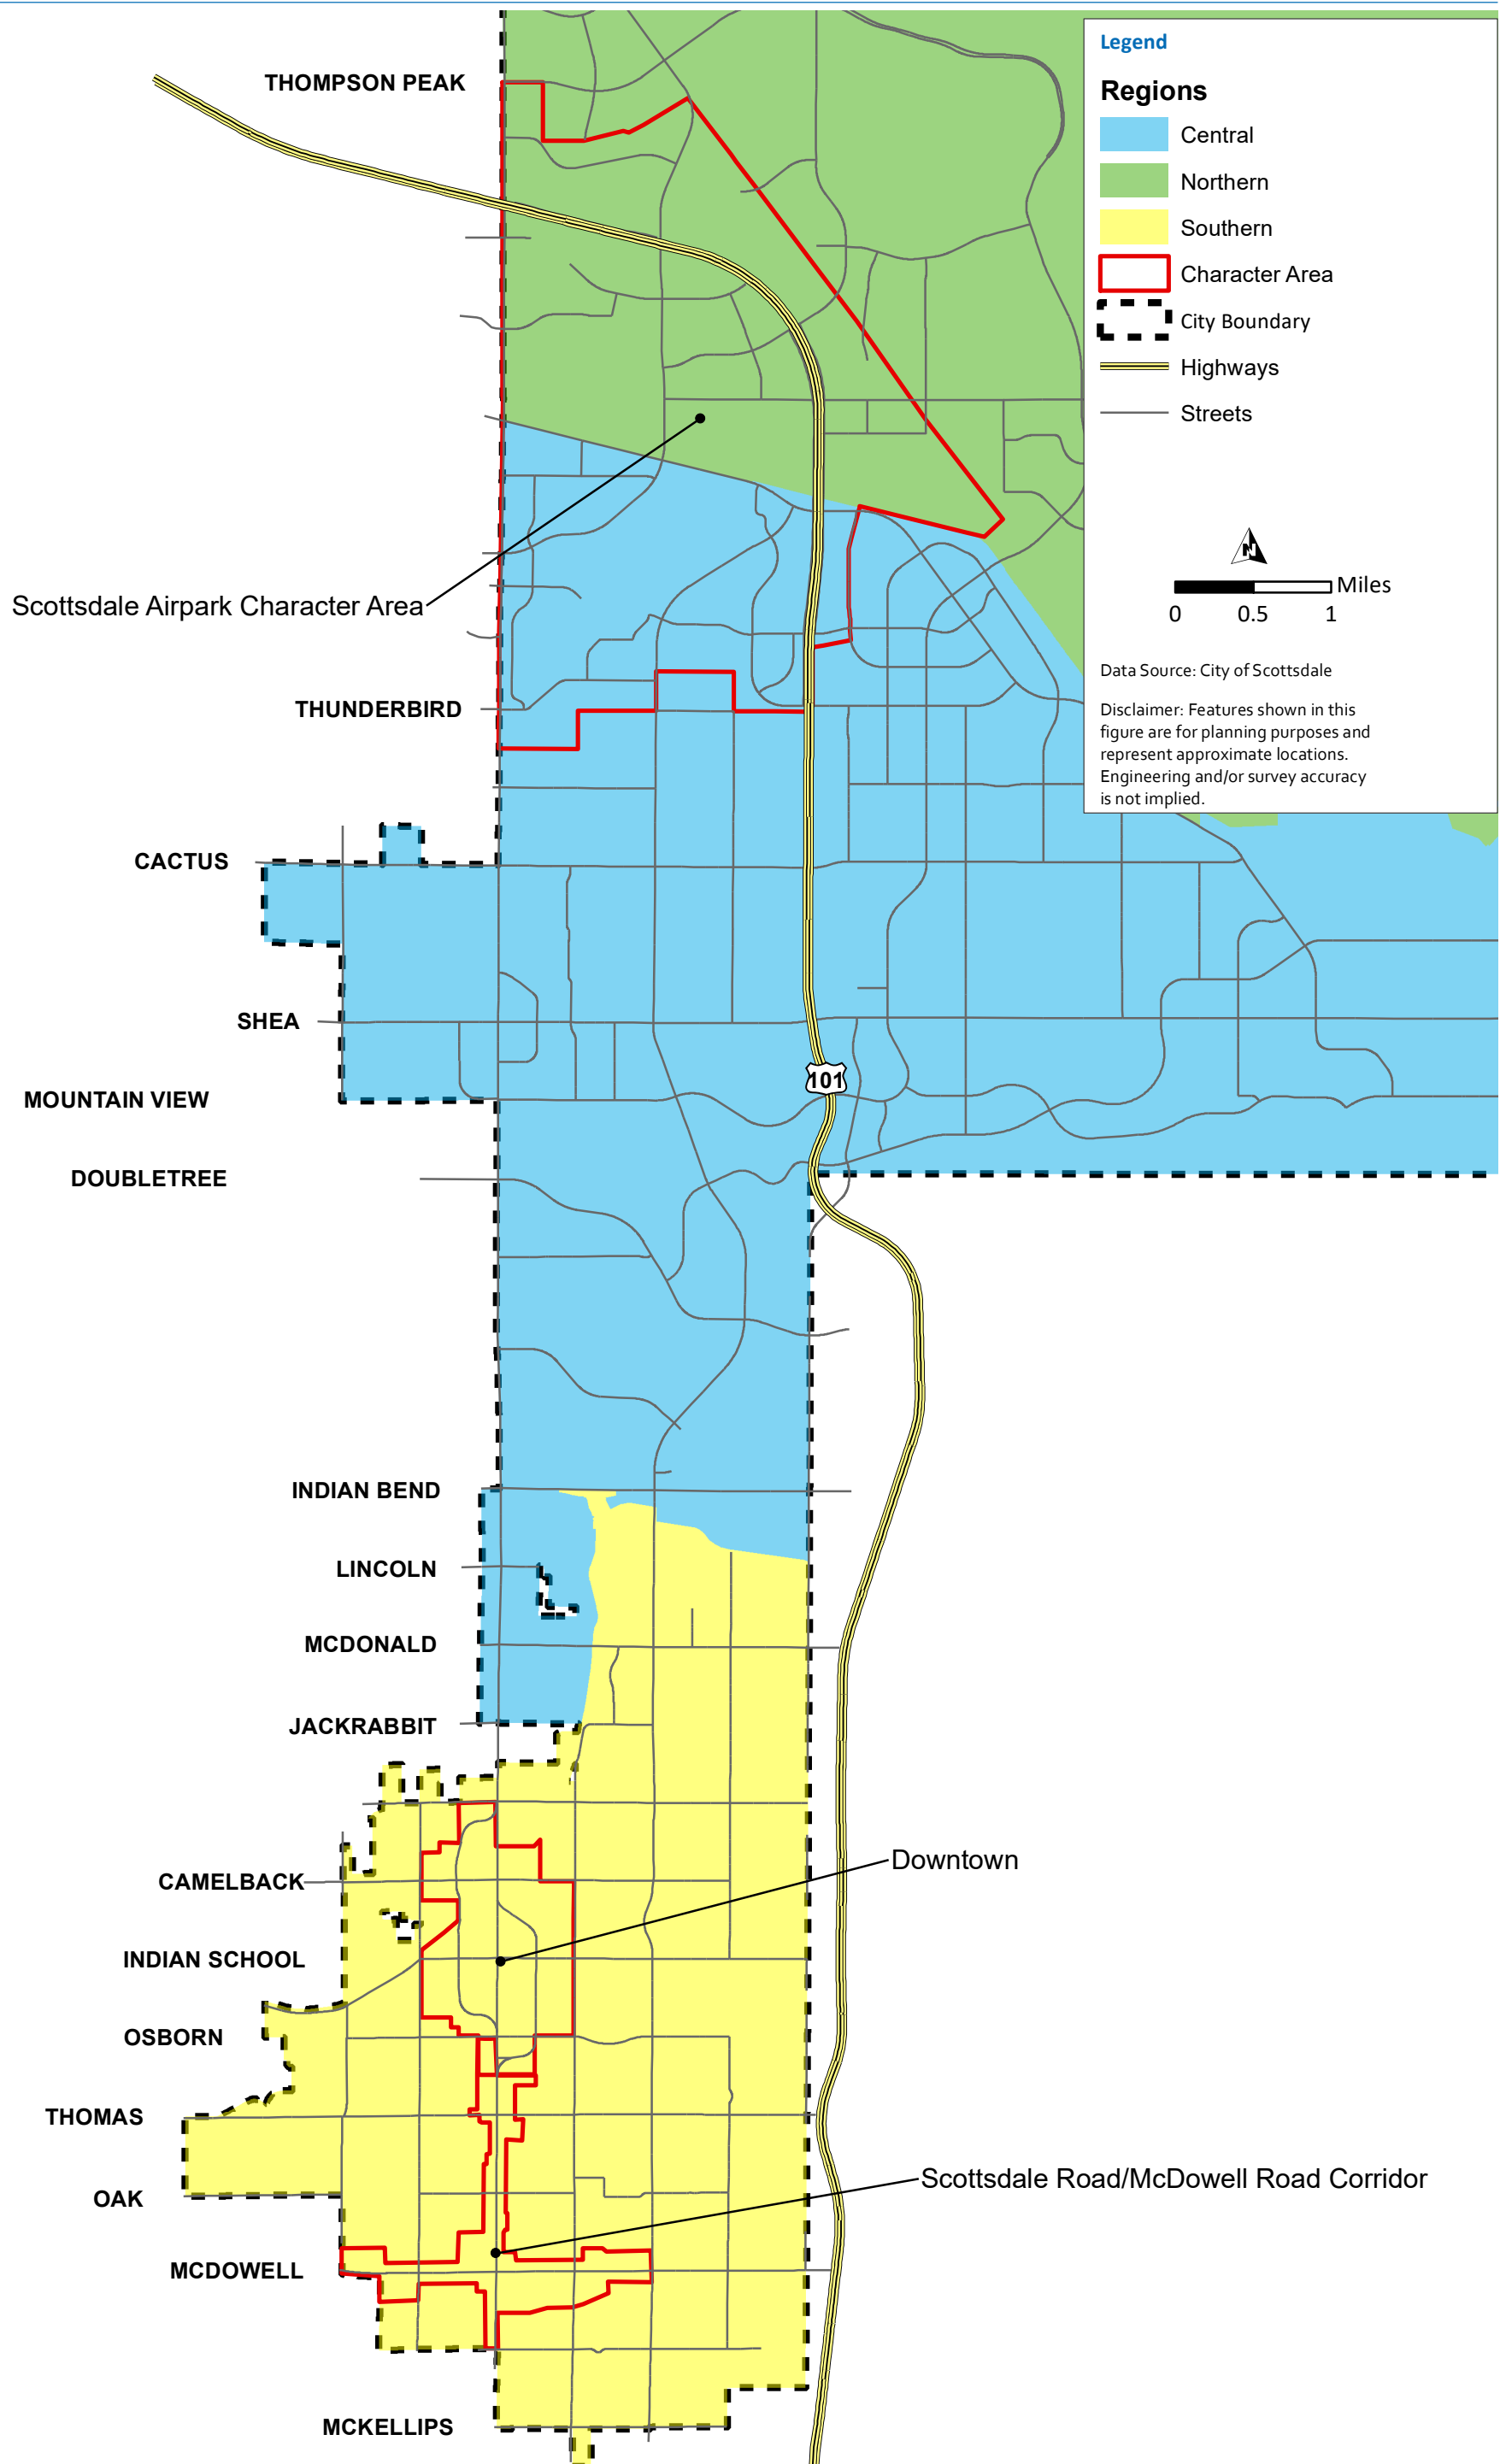 Legend
Regions
Central
Northern
Southern
Character Area
City Boundary
Highways
Streets
N
Miles
0 0.5 1
Data Source: City of Scottsdale
Disclaimer: Features shown in this
figure are for planning purposes and
represent approximate locations.
Engineering and/or survey accuracy
is not implied.
THOMPSON PEAK
Scottsdale Airpark Character Area
THUNDERBIRD
CACTUS
SHEA
101
MOUNTAIN VIEW
DOUBLETREE
INDIAN BEND
LINCOLN
MCDONALD
JACKRABBIT
Downtown
CAMELBACK
INDIAN SCHOOL
OSBORN
THOMAS
Scottsdale Road/McDowell Road Corridor
OAK
MCDOWELL
MCKELLIPS